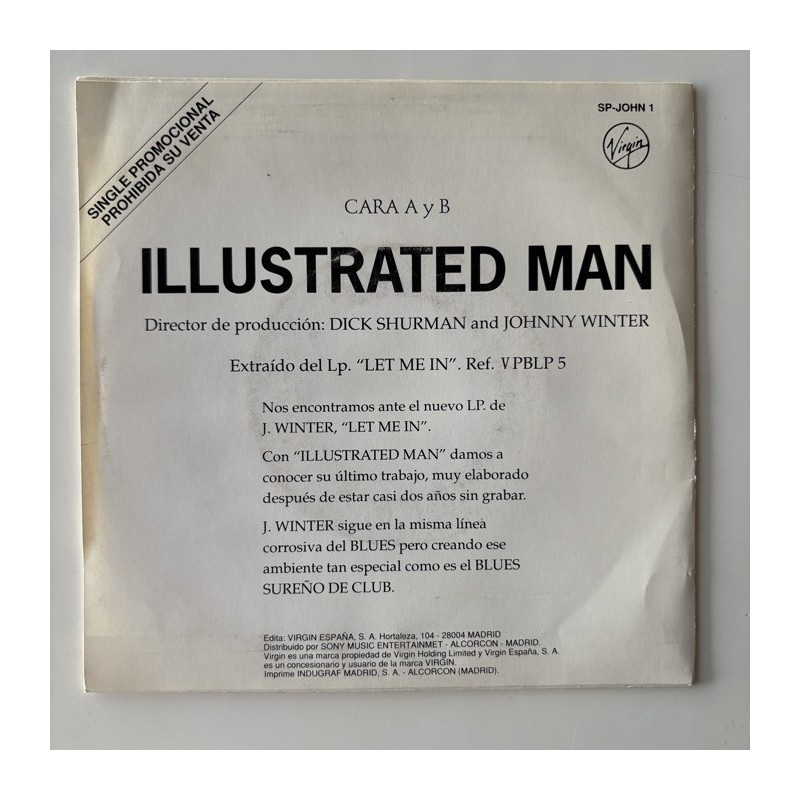 SINGLE PROMOCIONAL
PROHIBIDA SU VENTA
SP-JOHN 1
Virgin
CARA A y B
ILLUSTRATED MAN
Director de producción: DICK SHURMAN and JOHNNY WINTER
Extraído del Lp. “LET ME IN”. Ref. VPBLP 5
Nos encontramos ante el nuevo LP. de
J. WINTER, “LET ME IN”.
Con “ILLUSTRATED MAN” damos a
conocer su último trabajo, muy elaborado
después de estar casi dos años sin grabar.
J. WINTER sigue en la misma línea
corrosiva del BLUES pero creando ese
ambiente tan especial como es el BLUES
SUREÑO DE CLUB.
Edita: VIRGIN ESPAÑA, S. A. Hortaleza, 104 - 28004 MADRID
Distribuido por SONY MUSIC ENTERTAINMET - ALCORCON - MADRID.
Virgin es una marca propiedad de Virgin Holding Limited y Virgin España, S. A.
es un concesionario y usuario de la marca VIRGIN.
Imprime INDUGRAF MADRID, S. A. - ALCORCON (MADRID).